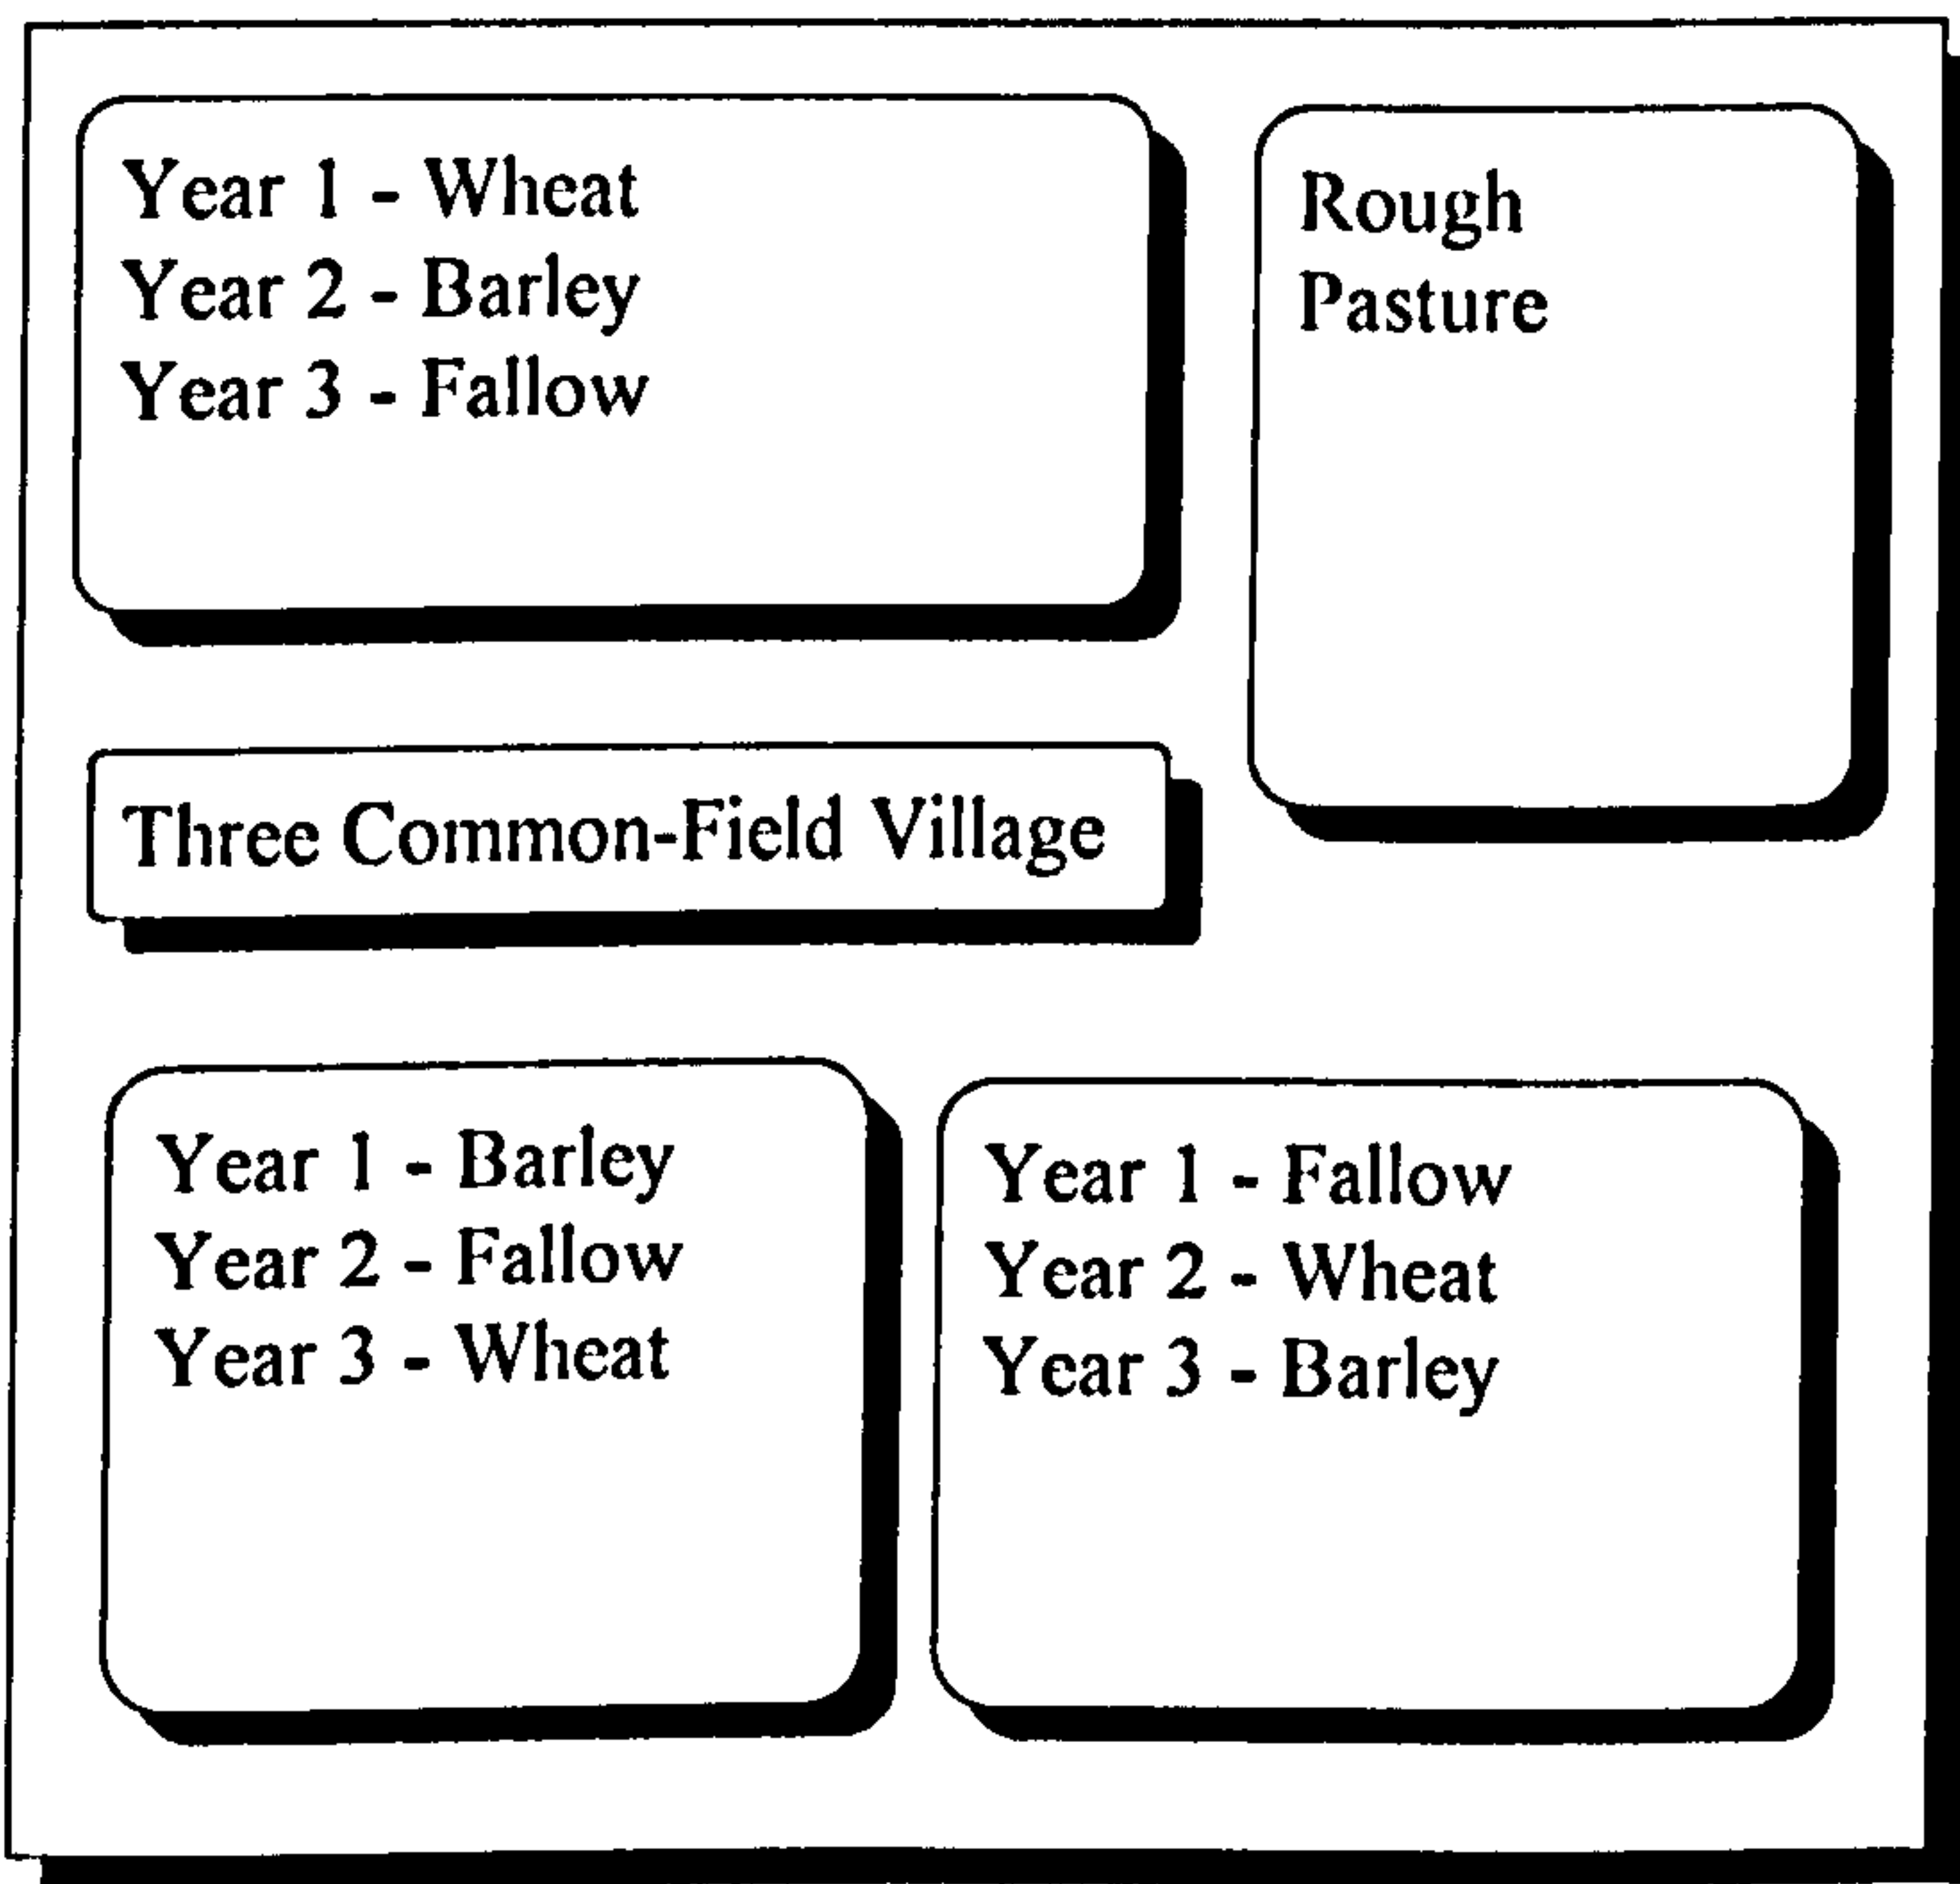 Year 1 - Wheat
Year 2 - Barley
Year 3 - Fallow
Rough
Pasture
Three Common-Field Village
Year 1 - Barley
Year 2 - Fallow
Year 3 - Wheat
Year 1 - Fallow
Year 2 - Wheat
Year 3 - Barley